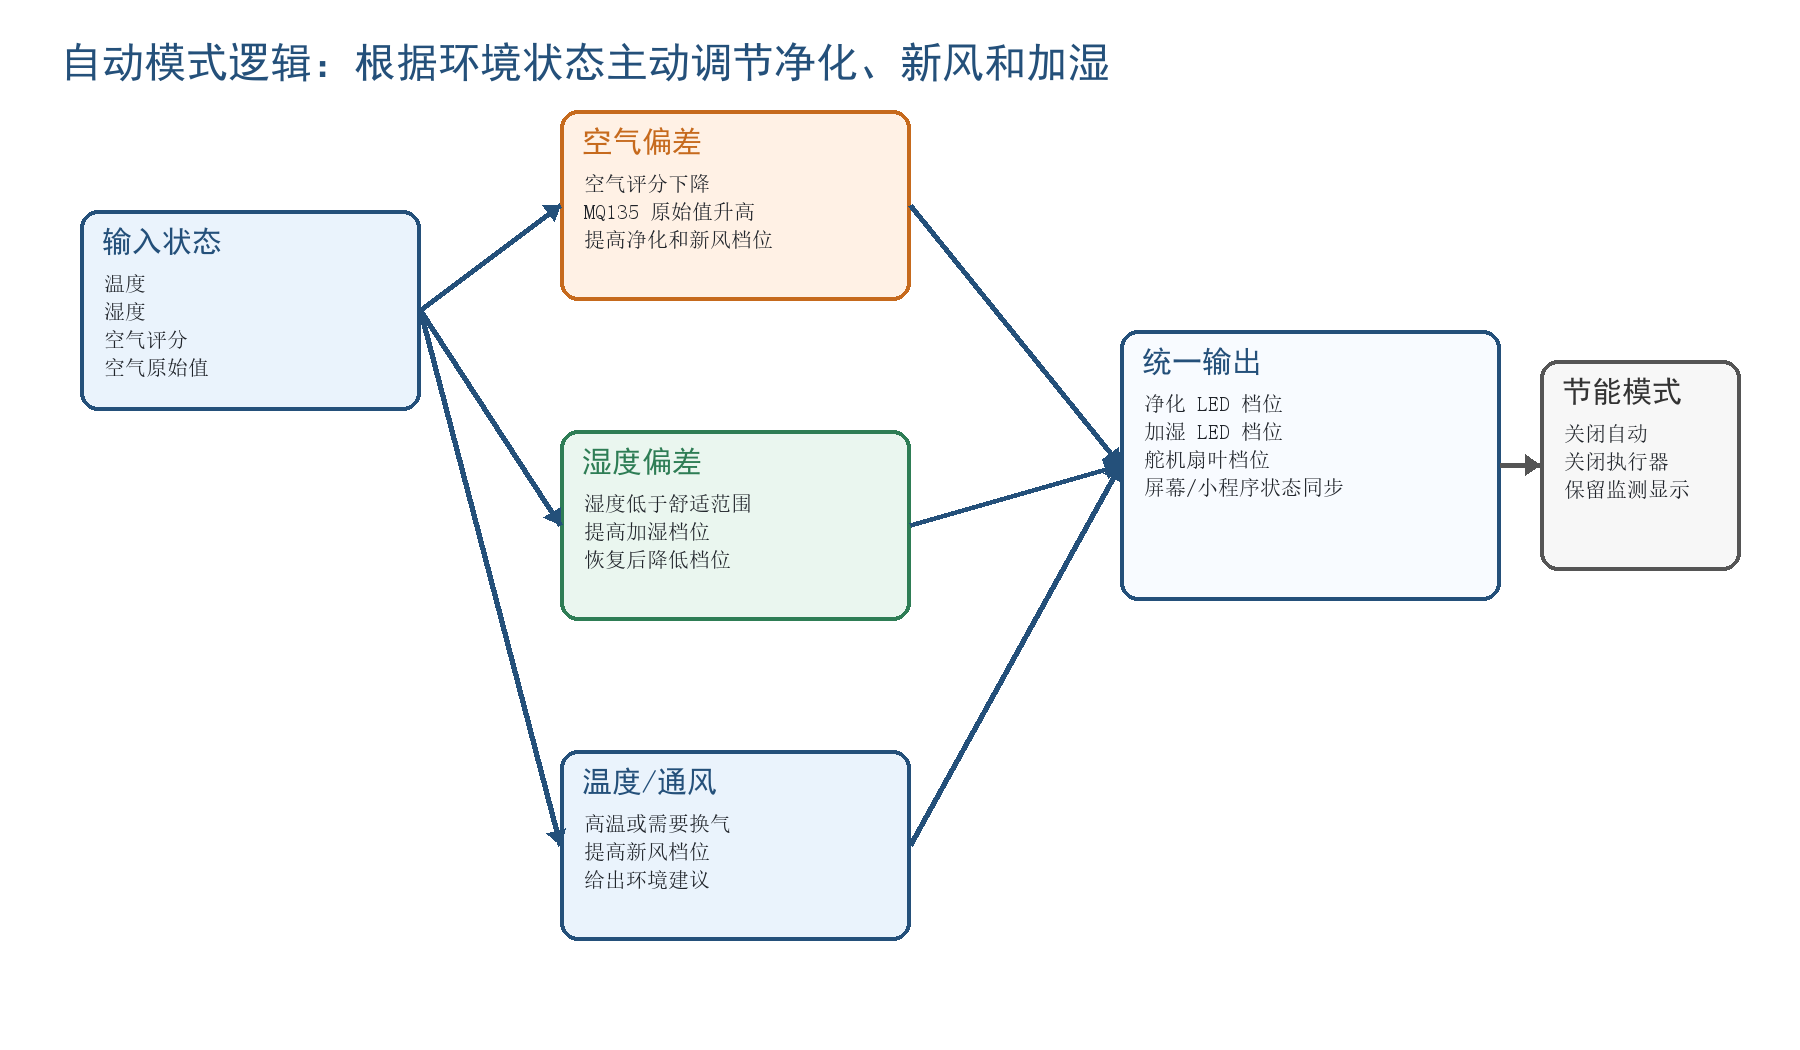 自动模式逻辑：根据环境状态主动调节净化、新风和加湿
输入状态
温度
湿度
空气评分
空气原始值
空气偏差
空气评分下降
MQ135 原始值升高
提高净化和新风档位
湿度偏差
湿度低于舒适范围
提高加湿档位
恢复后降低档位
温度/通风
高温或需要换气
提高新风档位
给出环境建议
统一输出
净化 LED 档位
加湿 LED 档位
舵机扇叶档位
屏幕/小程序状态同步
节能模式
关闭自动
关闭执行器
保留监测显示